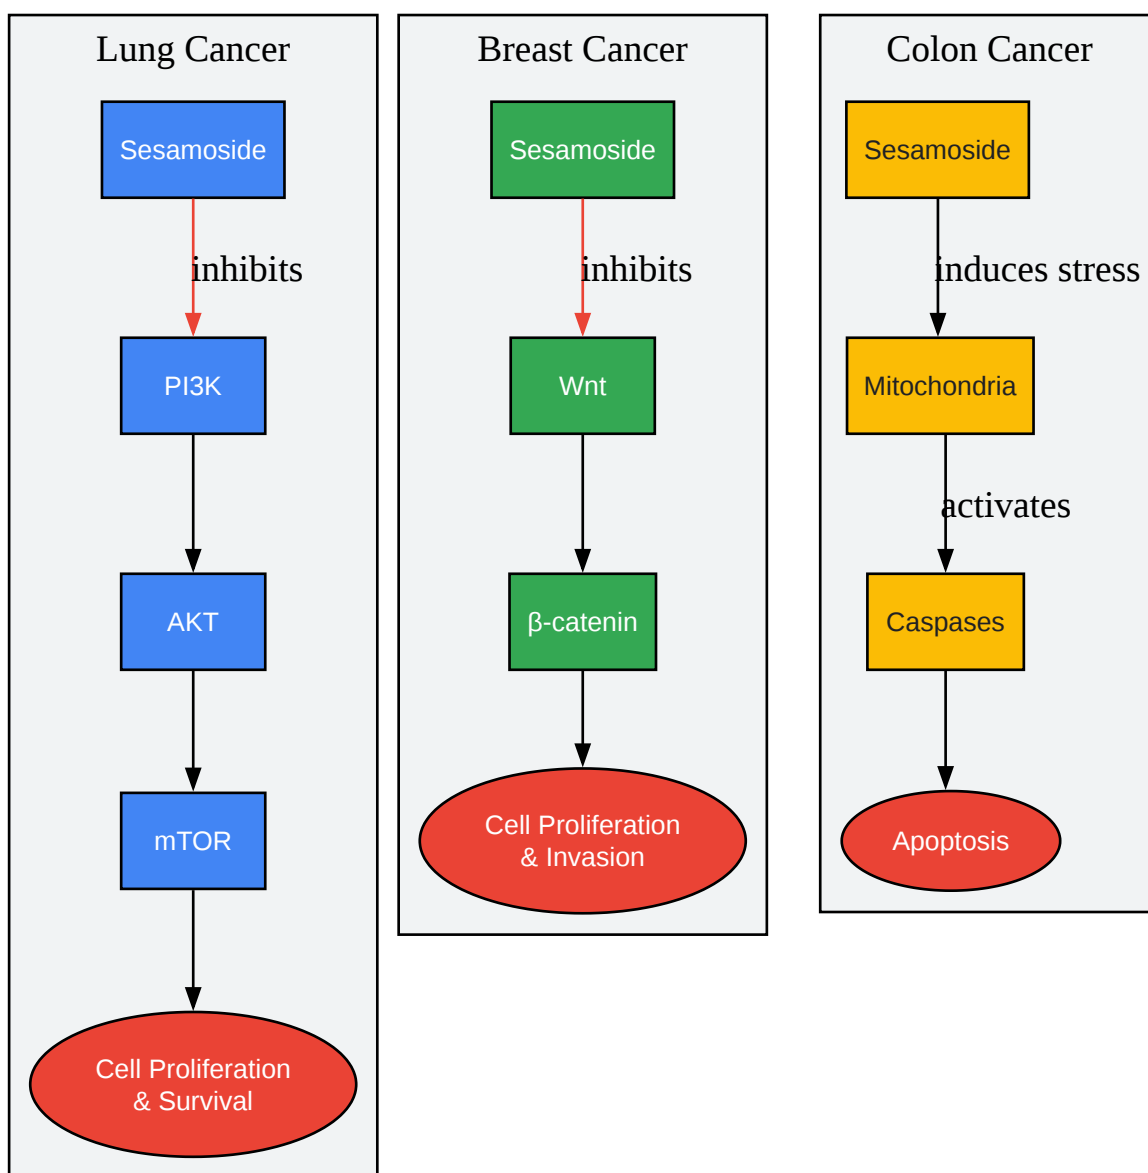 Lung Cancer
Sesamoside
inhibits
PI3K
AKT
mTOR
Cell Proliferation
& Survival
Breast Cancer
Sesamoside
inhibits
Wnt
β-catenin
Cell Proliferation
& Invasion
Colon Cancer
Sesamoside
induces stress
Mitochondria
activates
Caspases
Apoptosis